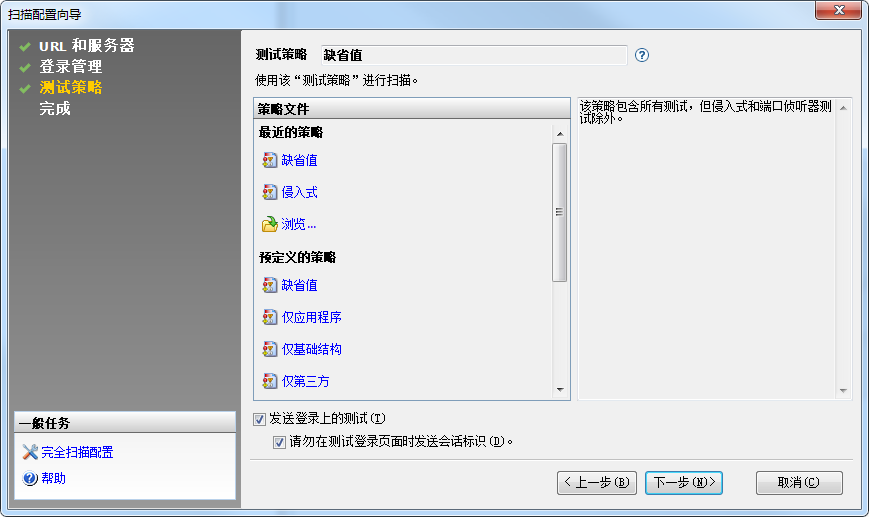 扫描配置向导
URL 和服务器
登录管理
测试策略
完成
测试策略 缺省值
使用该“测试策略”进行扫描。
策略文件
最近的策略
缺省值
侵入式
浏览...
预定义的策略
缺省值
仅应用程序
仅基础结构
仅第三方
该策略包含所有测试，但侵入式和端口侦听器测
试除外。
发送登录上的测试(T)
请勿在测试登录页面时发送会话标识(D)。
一般任务
完全扫描配置
帮助
< 上一步(B)
下一步(N)>
取消(C)